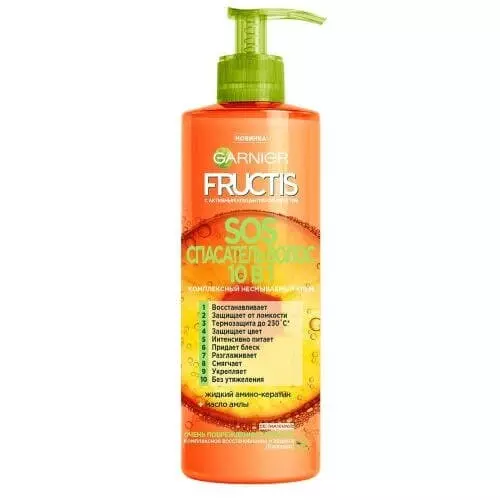 НОВИНКА
GARNIER
FRUCTIS
SOS
СПАСАТЕЛЬ ВОЛОС
10 В 1
КОМПЛЕКСНЫЙ НЕСМЫВАЕМЫЙ КРЕМ
1 Восстанавливает
2 Защищает от ломкости
3 Термозащита до 230°C*
4 Защищает цвет
5 Интенсивно питает
6 Придает блеск
7 Разглаживает
8 Смягчает
9 Укрепляет
10 Без утяжеления
жидкий амино-кератин
масло амлы
ОЧЕНЬ ПОВРЕЖДЕННЫЕ